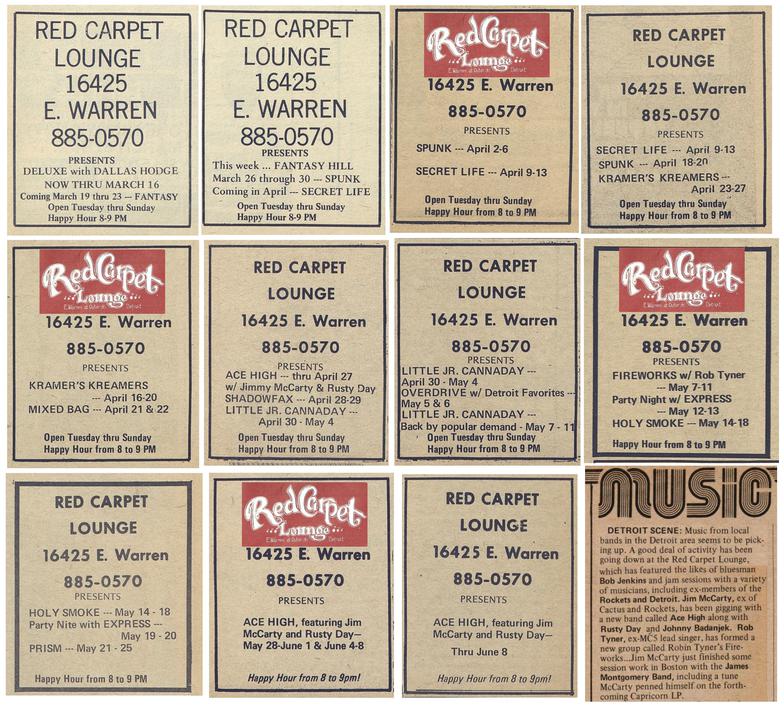 RED CARPET
LOUNGE
16425
E. WARREN
885-0570
PRESENTS
DELUXE with DALLAS HODGE
NOW THRU MARCH 16
Coming March 19 thru 23 --- FANTASY
Open Tuesday thru Sunday
Happy Hour 8-9 PM
RED CARPET
LOUNGE
16425
E. WARREN
885-0570
PRESENTS
This week ... FANTASY HILL
March 26 through 30 --- SPUNK
Coming in April --- SECRET LIFE
Open Tuesday thru Sunday
Happy Hour 8-9 PM
Red Carpet
Lounge
16425 E. Warren
885-0570
PRESENTS
SPUNK --- April 2-6
SECRET LIFE --- April 9-13
Open Tuesday thru Sunday
Happy Hour from 8 to 9 PM
RED CARPET
LOUNGE
16425 E. Warren
885-0570
PRESENTS
SECRET LIFE --- April 9-13
SPUNK --- April 18-20
KRAMER'S KREAMERS ---
April 23-27
Open Tuesday thru Sunday
Happy Hour from 8 to 9 PM
Red Carpet
Lounge
16425 E. Warren
885-0570
PRESENTS
KRAMER'S KREAMERS
--- April 16-20
MIXED BAG --- April 21 & 22
Open Tuesday thru Sunday
Happy Hour from 8 to 9 PM
RED CARPET
LOUNGE
16425 E. Warren
885-0570
PRESENTS
ACE HIGH --- thru April 27
w/ Jimmy McCarty & Rusty Day
SHADOWFAX --- April 28-29
LITTLE JR. CANNADAY ---
April 30 - May 4
Open Tuesday thru Sunday
Happy Hour from 8 to 9 PM
RED CARPET
LOUNGE
16425 E. Warren
885-0570
PRESENTS
LITTLE JR. CANNADAY ---
April 30 - May 4
OVERDRIVE w/ Detroit Favorites ---
May 5 & 6
LITTLE JR. CANNADAY ---
Back by popular demand - May 7 - 11
Open Tuesday thru Sunday
Happy Hour from 8 to 9 PM
Red Carpet
Lounge
16425 E. Warren
885-0570
PRESENTS
FIREWORKS w/ Rob Tyner
--- May 7-11
Party Night w/ EXPRESS
--- May 12-13
HOLY SMOKE --- May 14-18
Happy Hour from 8 to 9 PM
RED CARPET
LOUNGE
16425 E. Warren
885-0570
PRESENTS
HOLY SMOKE --- May 14 - 18
Party Nite with EXPRESS ---
May 19 - 20
PRISM --- May 21 - 25
Happy Hour from 8 to 9 PM
Red Carpet
Lounge
16425 E. Warren
885-0570
PRESENTS
ACE HIGH, featuring Jim
McCarty and Rusty Day—
May 28-June 1 & June 4-8
Happy Hour from 8 to 9pm!
RED CARPET
LOUNGE
16425 E. Warren
885-0570
PRESENTS
ACE HIGH, featuring Jim
McCarty and Rusty Day—
Thru June 8
Happy Hour from 8 to 9pm!
MUSIC
DETROIT SCENE: Music from local
bands in the Detroit area seems to be pick-
ing up. A good deal of activity has been
going down at the Red Carpet Lounge,
which has featured the likes of bluesman
Bob Jenkins and jam sessions with a variety
of musicians, including ex-members of the
Rockets and Detroit. Jim McCarty, ex of
Cactus and Rockets, has been gigging with
a new band called Ace High along with
Rusty Day and Johnny Badanjek. Rob
Tyner, ex-MC5 lead singer, has formed a
new group called Robin Tyner's Fire-
works...Jim McCarty just finished some
session work in Boston with the James
Montgomery Band, including a tune
McCarty penned himself on the forth-
coming Capricorn LP.